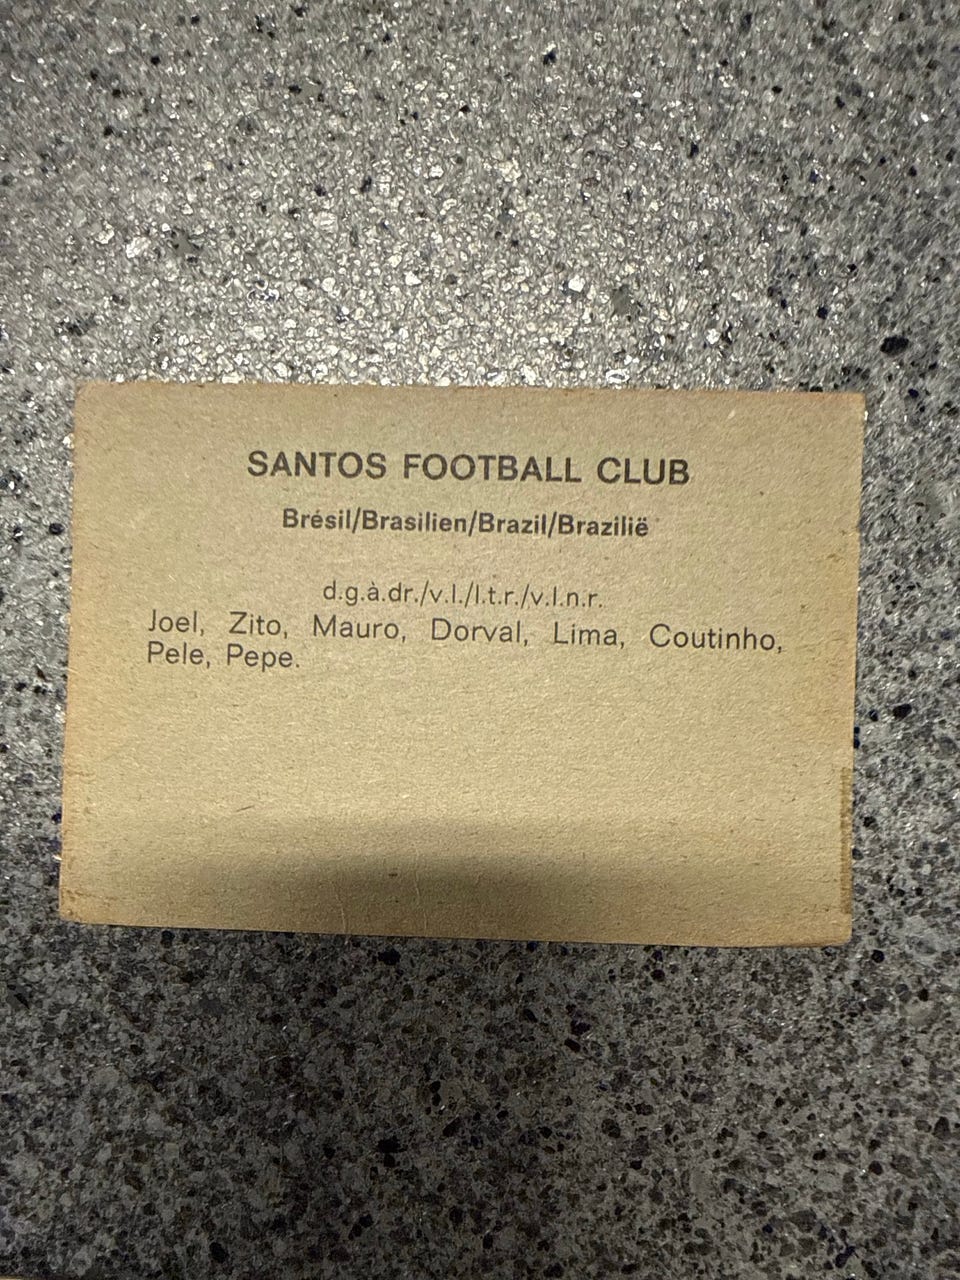 SANTOS FOOTBALL CLUB
Brésil/Brasilien/Brazil/Brazilië
d.g.à.dr./v.l./l.t.r./v.l.n.r.
Joel, Zito, Mauro, Dorval, Lima, Coutinho,
Pele, Pepe.